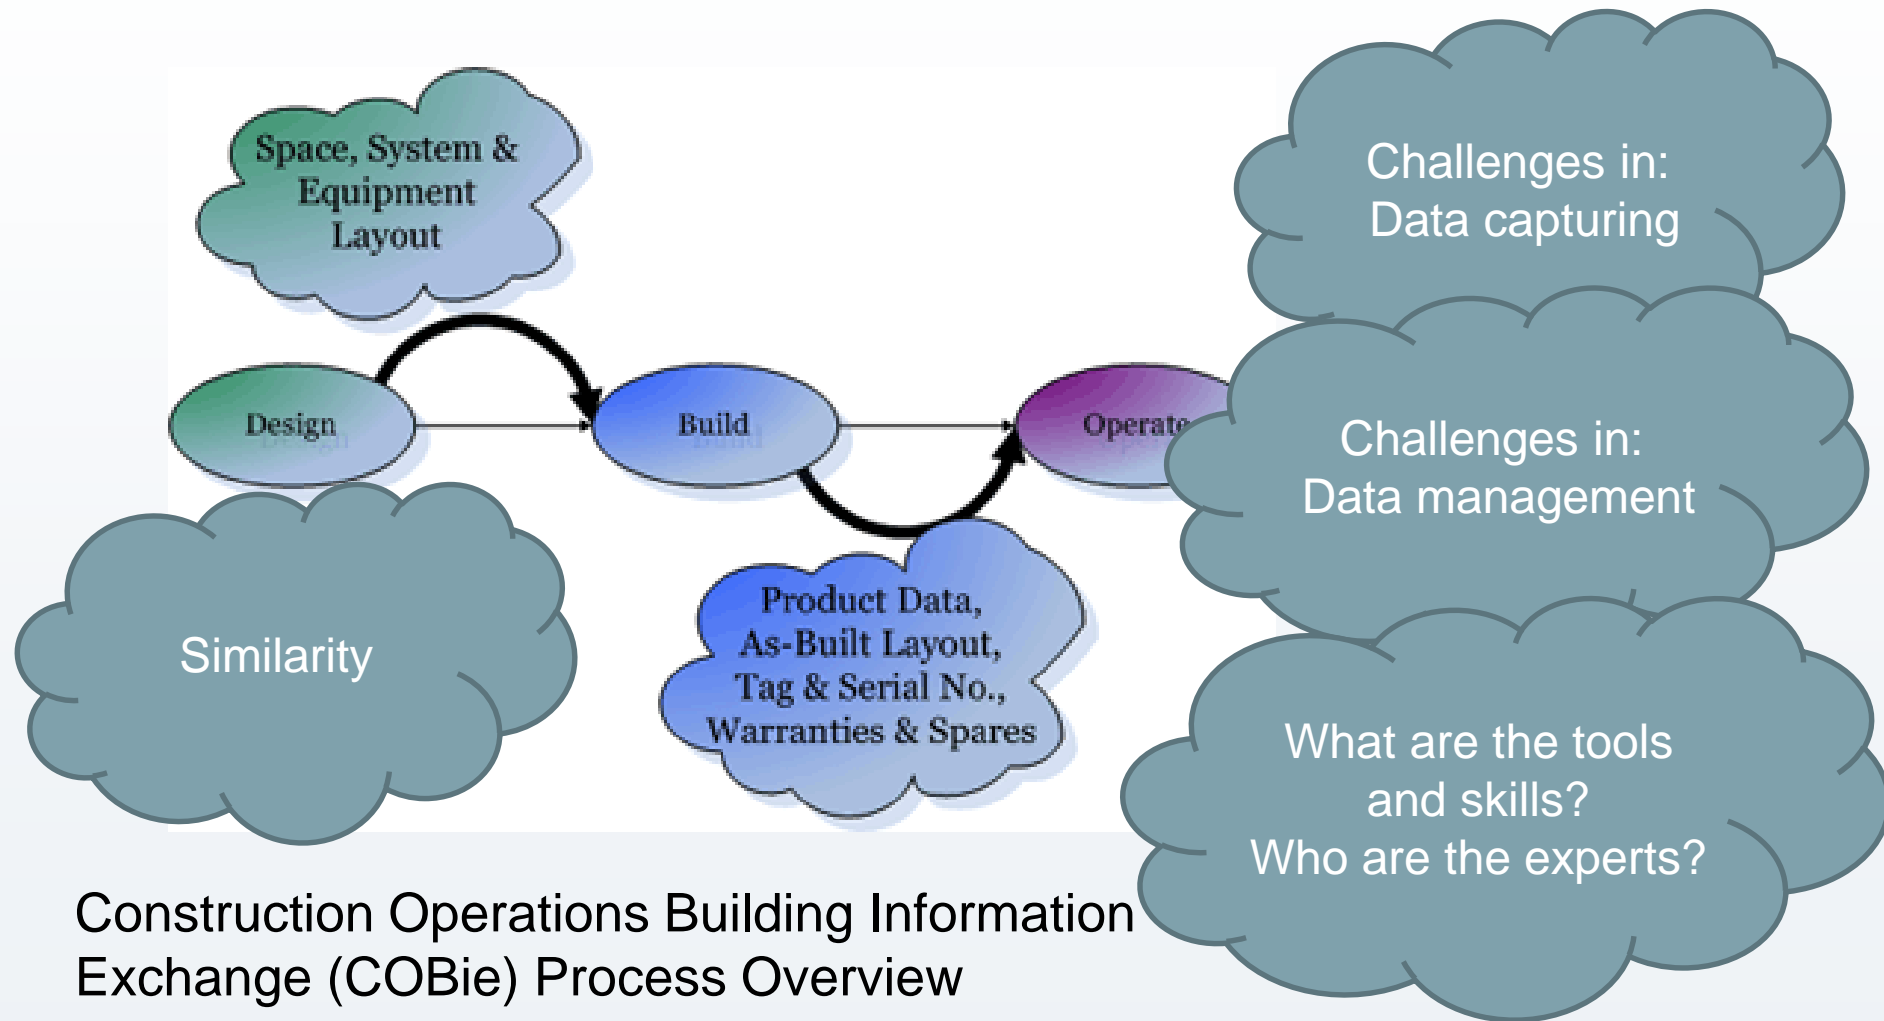 Space, System &
Equipment
Layout
Challenges in:
Data capturing
Design
Build
Operate
Challenges in:
Data management
Similarity
Product Data,
As-Built Layout,
Tag & Serial No.,
Warranties & Spares
What are the tools
and skills?
Who are the experts?
Construction Operations Building Information
Exchange (COBie) Process Overview